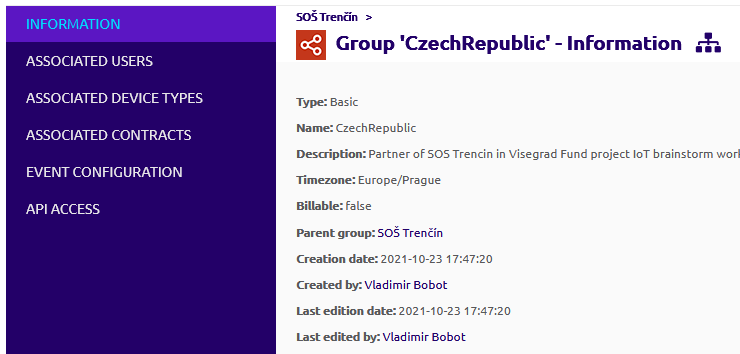 SOŠ Trenčín >
Group 'CzechRepublic' - Information
INFORMATION
ASSOCIATED USERS
ASSOCIATED DEVICE TYPES
ASSOCIATED CONTRACTS
EVENT CONFIGURATION
API ACCESS
Type: Basic
Name: CzechRepublic
Description: Partner of SOS Trencin in Visegrad Fund project IoT brainstorm
Timezone: Europe/Prague
Billable: false
Parent group: SOŠ Trenčín
Creation date: 2021-10-23 17:47:20
Created by: Vladimir Bobot
Last edition date: 2021-10-23 17:47:20
Last edited by: Vladimir Bobot